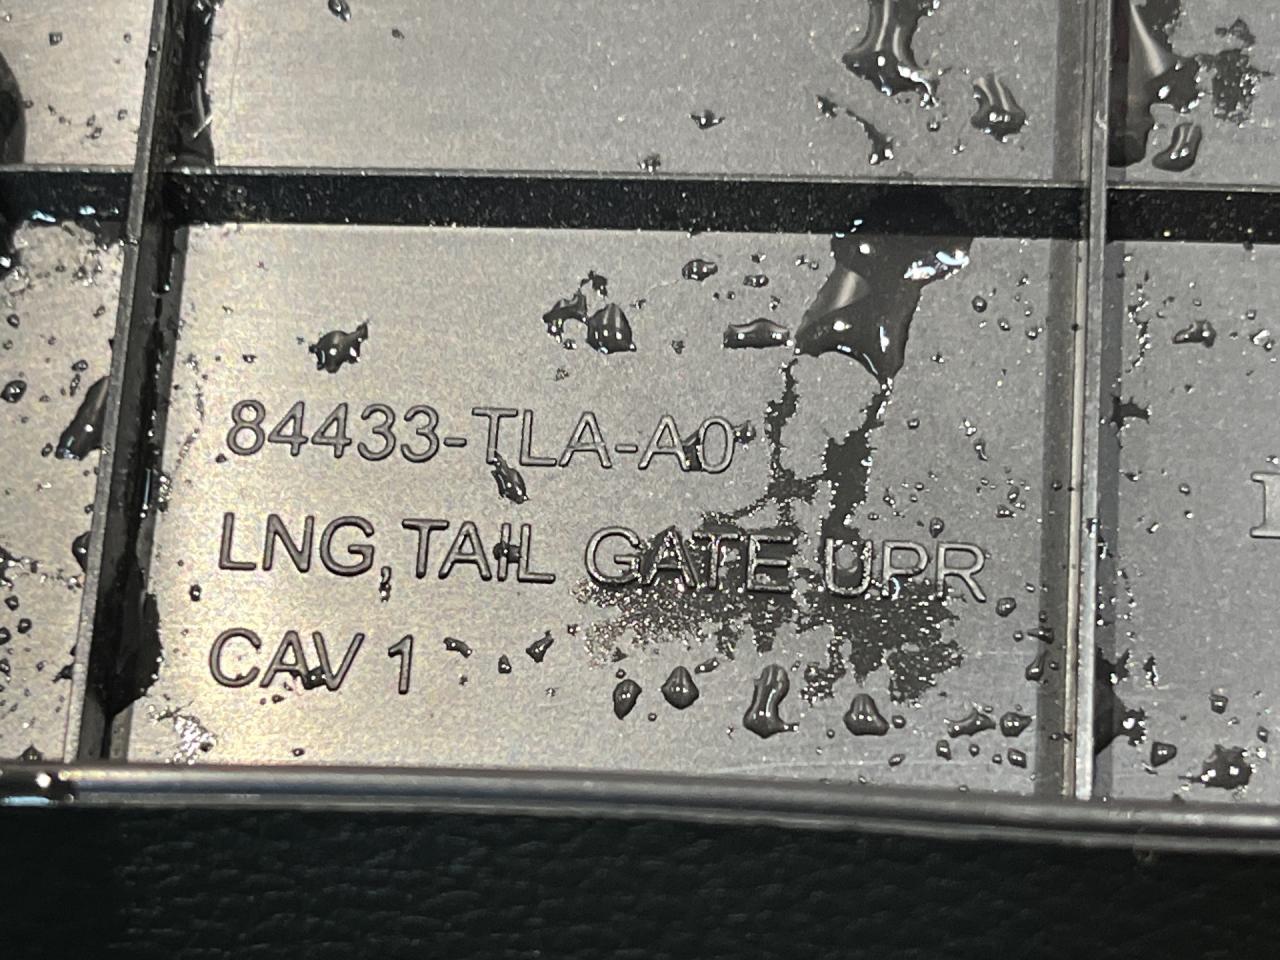 84433-TLA-A0
LNG,TAIL GATE UPR
CAV 1